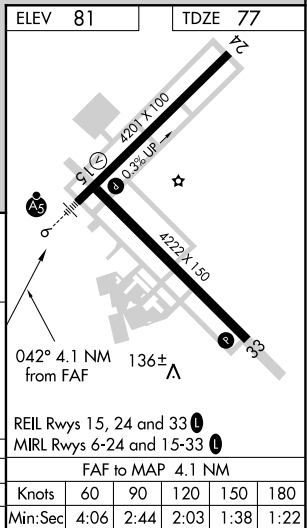 ELEV 81 TDZE 77
24
4201 X 100
0.3% UP
V
15
P
A5
6
4222 X 150
P
33
042° 4.1 NM
from FAF
136±
REIL Rwys 15, 24 and 33 L
MIRL Rwys 6-24 and 15-33 L
FAF to MAP 4.1 NM
Knots 60 90 120 150 180
Min:Sec 4:06 2:44 2:03 1:38 1:22